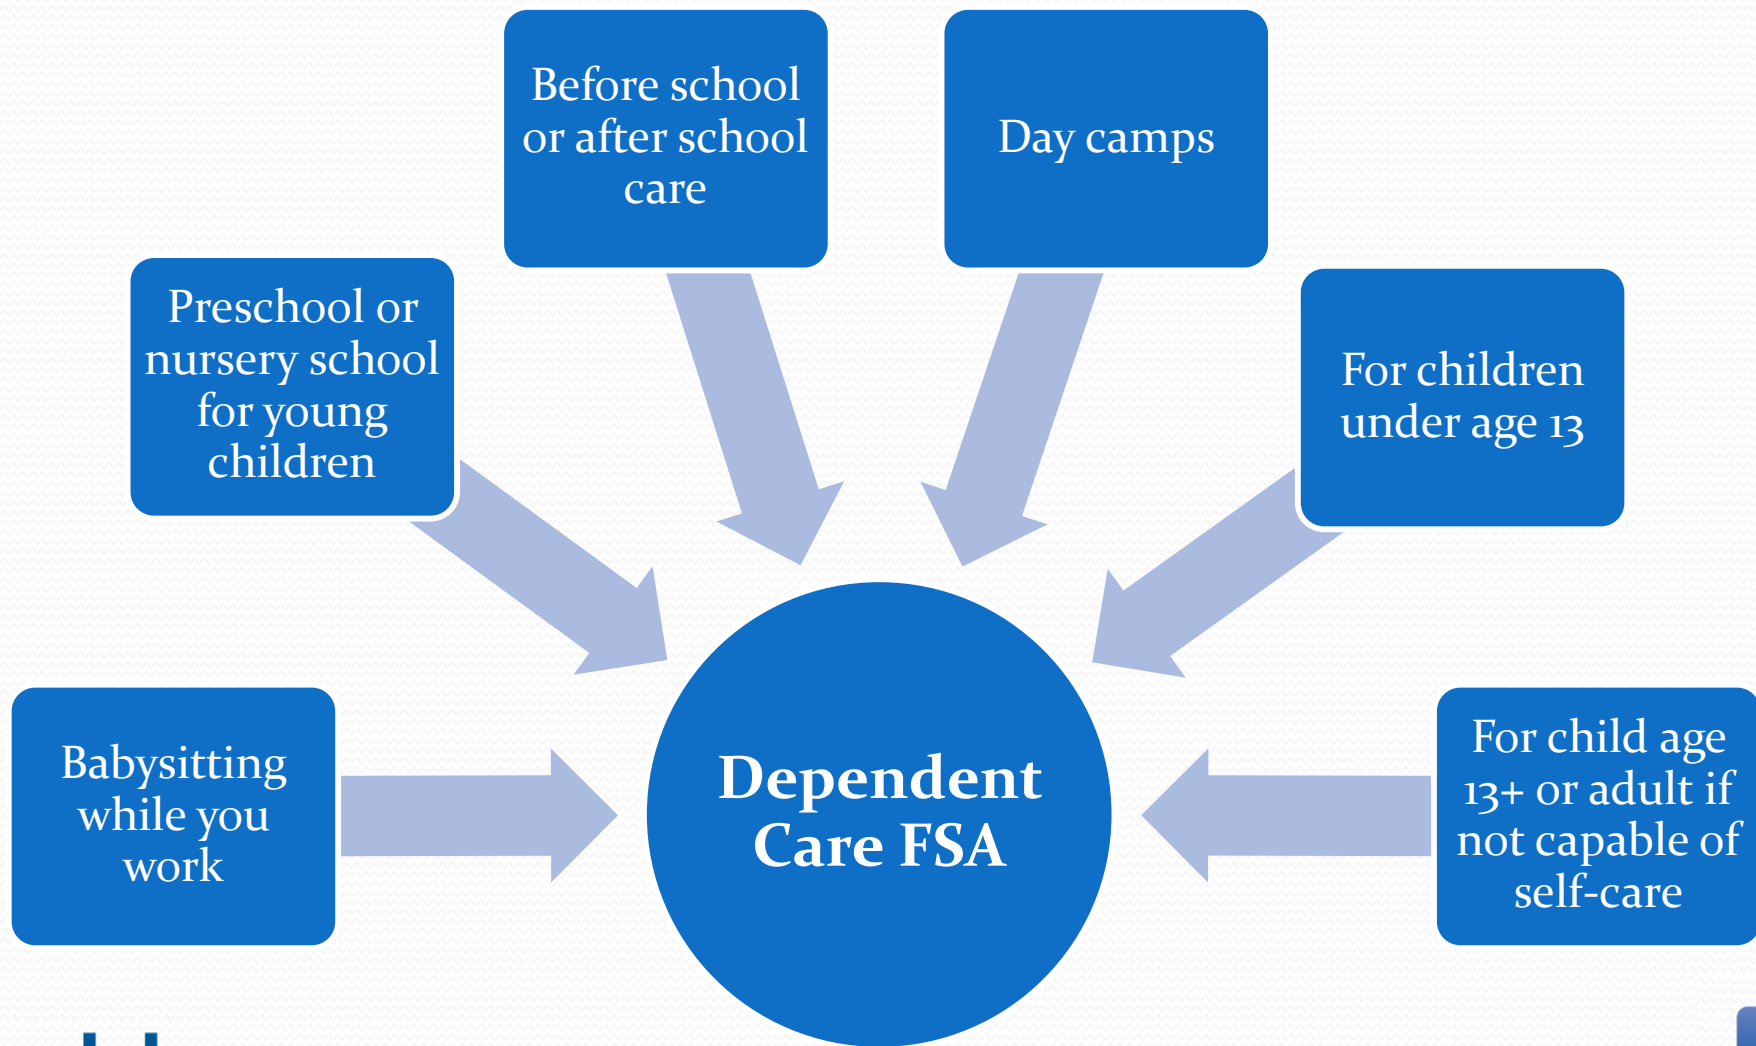 Before school
or after school
care
Day camps
Preschool or
nursery school
for young
children
For children
under age 13
Babysitting
while you
work
Dependent
Care FSA
For child age
13+ or adult if
not capable of
self-care